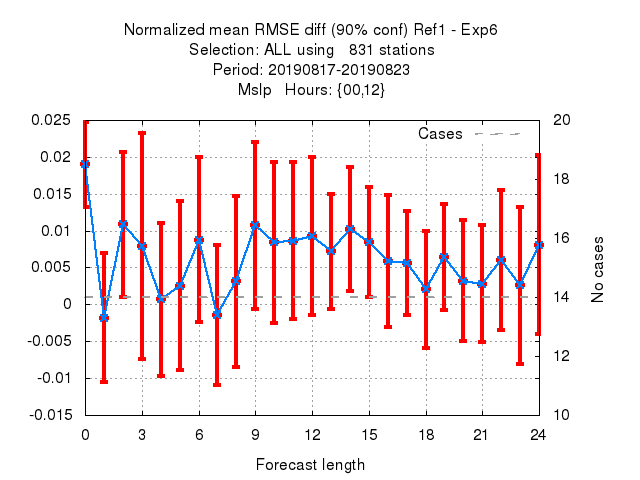 Normalized mean RMSE diff (90% conf) Ref1 - Exp6
Selection: ALL using 831 stations
Period: 20190817-20190823
Mslp Hours: {00,12}
Cases
0.025
0.02
0.015
0.01
0.005
0
-0.005
-0.01
-0.015
20
18
16
14
12
10
No cases
0 3 6 9 12 15 18 21 24
Forecast length